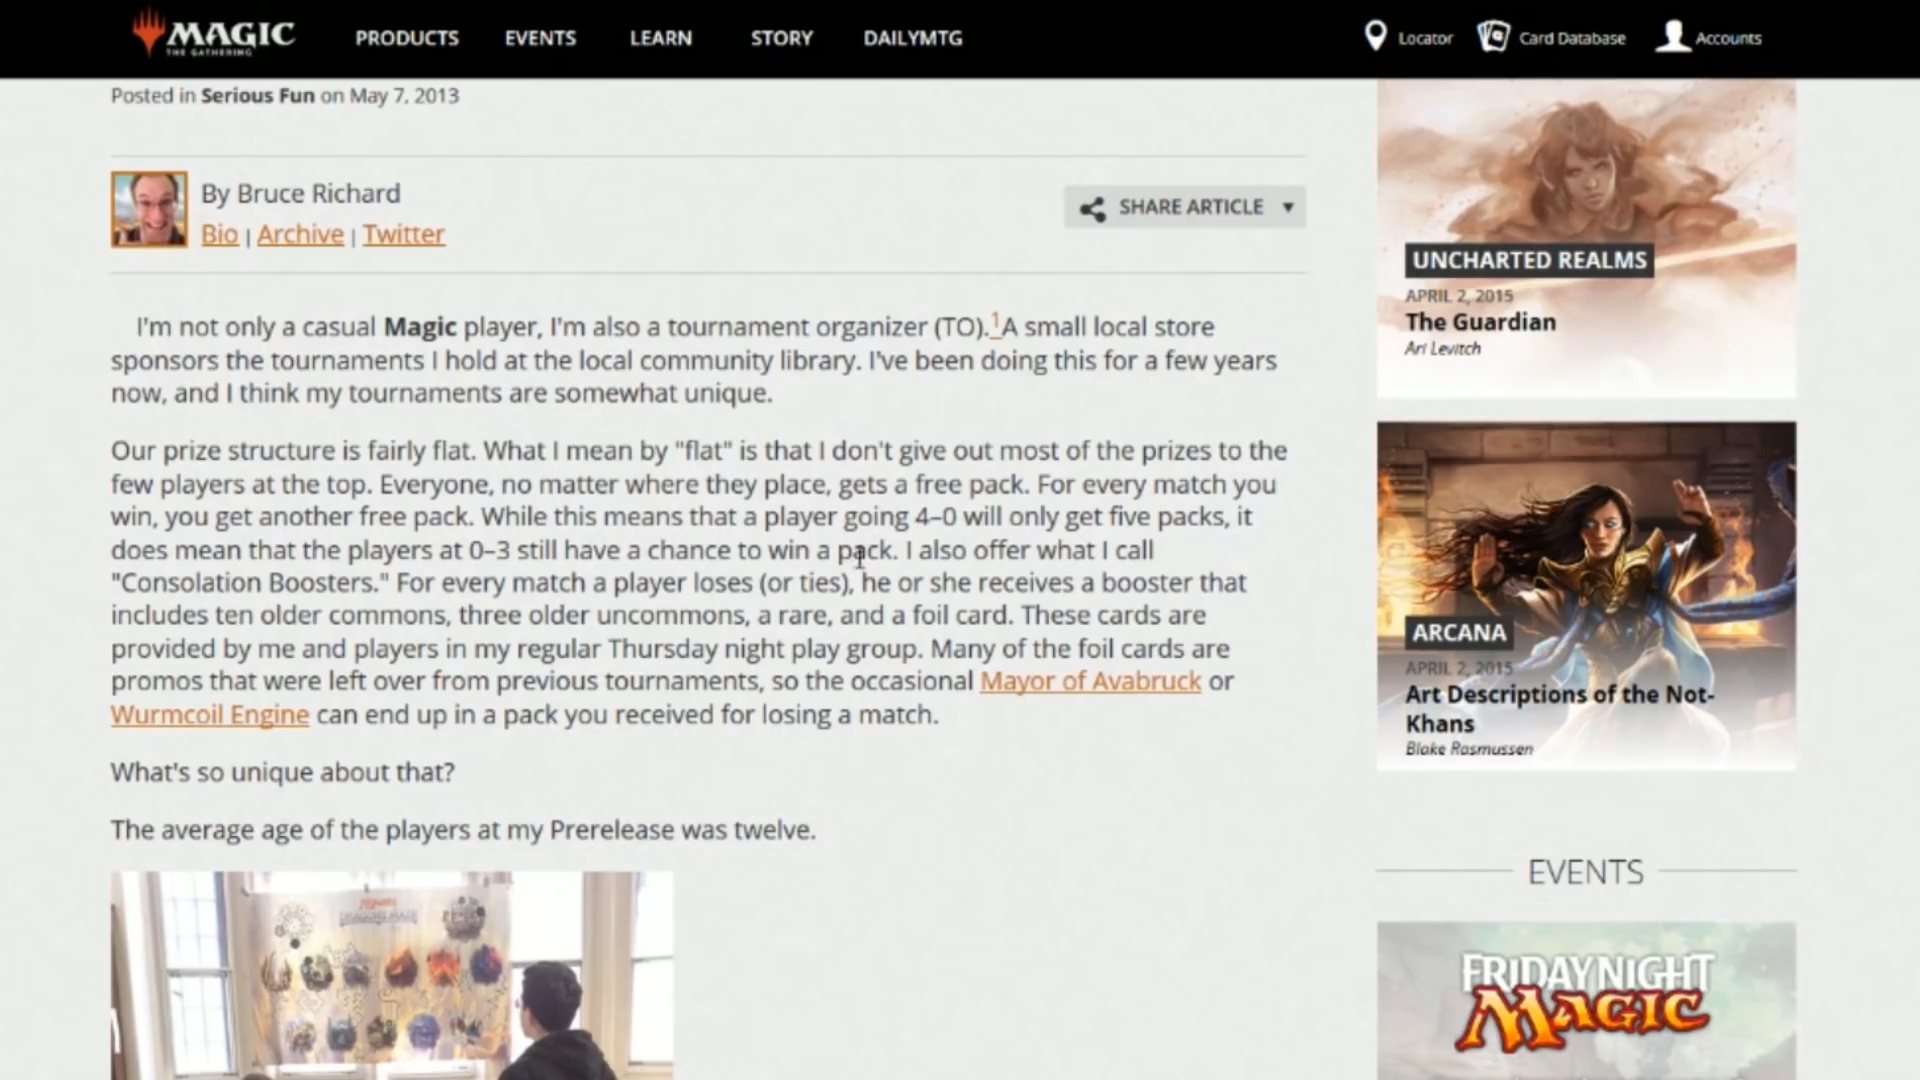 MAGIC
THE GATHERING
PRODUCTS
EVENTS
LEARN
STORY
DAILYMTG
Locator
Card Database
Accounts
Posted in Serious Fun on May 7, 2013
By Bruce Richard
Bio | Archive | Twitter
SHARE ARTICLE
I'm not only a casual Magic player, I'm also a tournament organizer (TO).1 A small local store
sponsors the tournaments I hold at the local community library. I've been doing this for a few years
now, and I think my tournaments are somewhat unique.
Our prize structure is fairly flat. What I mean by "flat" is that I don't give out most of the prizes to the
few players at the top. Everyone, no matter where they place, gets a free pack. For every match you
win, you get another free pack. While this means that a player going 4–0 will only get five packs, it
does mean that the players at 0–3 still have a chance to win a pack. I also offer what I call
"Consolation Boosters." For every match a player loses (or ties), he or she receives a booster that
includes ten older commons, three older uncommons, a rare, and a foil card. These cards are
provided by me and players in my regular Thursday night play group. Many of the foil cards are
promos that were left over from previous tournaments, so the occasional Mayor of Avabruck or
Wurmcoil Engine can end up in a pack you received for losing a match.
What's so unique about that?
The average age of the players at my Prerelease was twelve.
UNCHARTED REALMS
APRIL 2, 2015
The Guardian
Ari Levitch
ARCANA
APRIL 2, 2015
Art Descriptions of the Not-
Khans
Blake Rasmussen
EVENTS
FRIDAY NIGHT
MAGIC